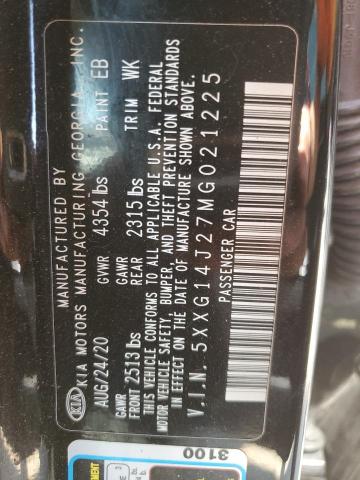 MANUFACTURED BY
KIA KIA MOTORS MANUFACTURING GEORGIA, INC.
AUG/24/20 GVWR 4354 lbs PAINT EB
GAWR FRONT 2513 lbs GAWR REAR 2315 lbs TRIM WK
THIS VEHICLE CONFORMS TO ALL APPLICABLE U.S.A. FEDERAL
MOTOR VEHICLE SAFETY, BUMPER, AND THEFT PREVENTION STANDARDS
IN EFFECT ON THE DATE OF MANUFACTURE SHOWN ABOVE.
V.I.N. 5XXG14J27MG021225
PASSENGER CAR
3100